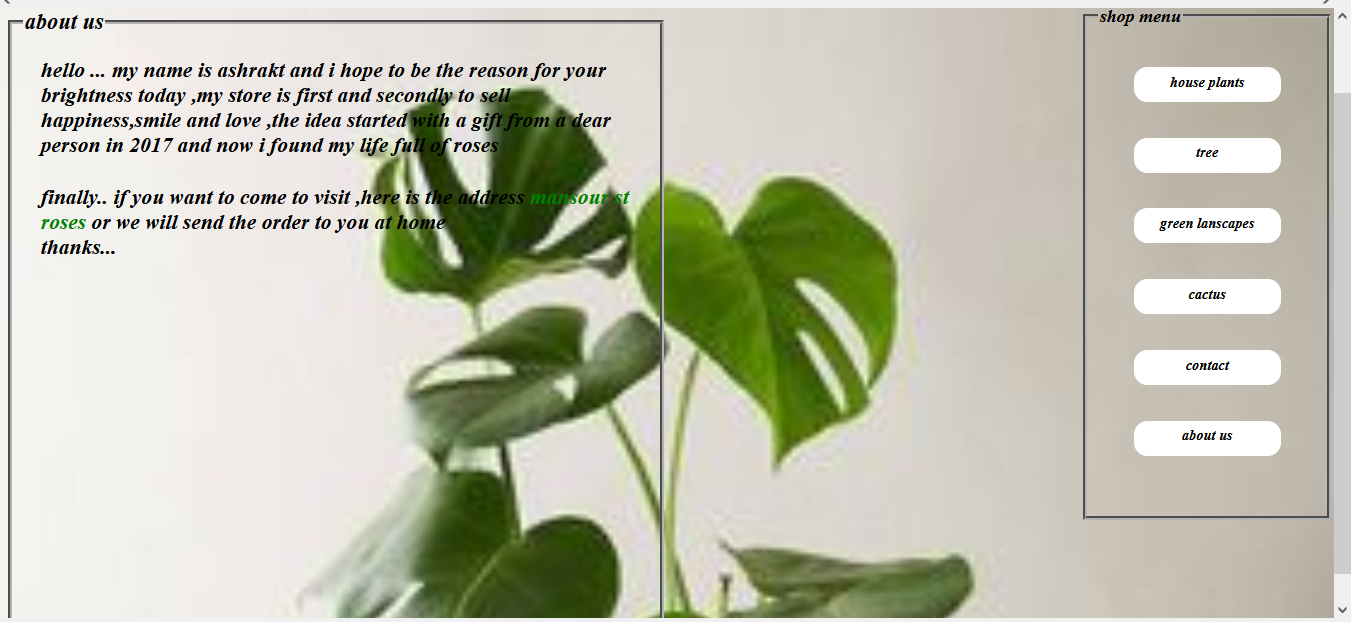 about us
hello ... my name is ashrakt and i hope to be the reason for your
brightness today ,my store is first and secondly to sell
happiness,smile and love ,the idea started with a gift from a dear
person in 2017 and now i found my life full of roses
finally.. if you want to come to visit ,here is the address mansour st
roses or we will send the order to you at home
thanks...
shop menu
house plants
tree
green lanscapes
cactus
contact
about us